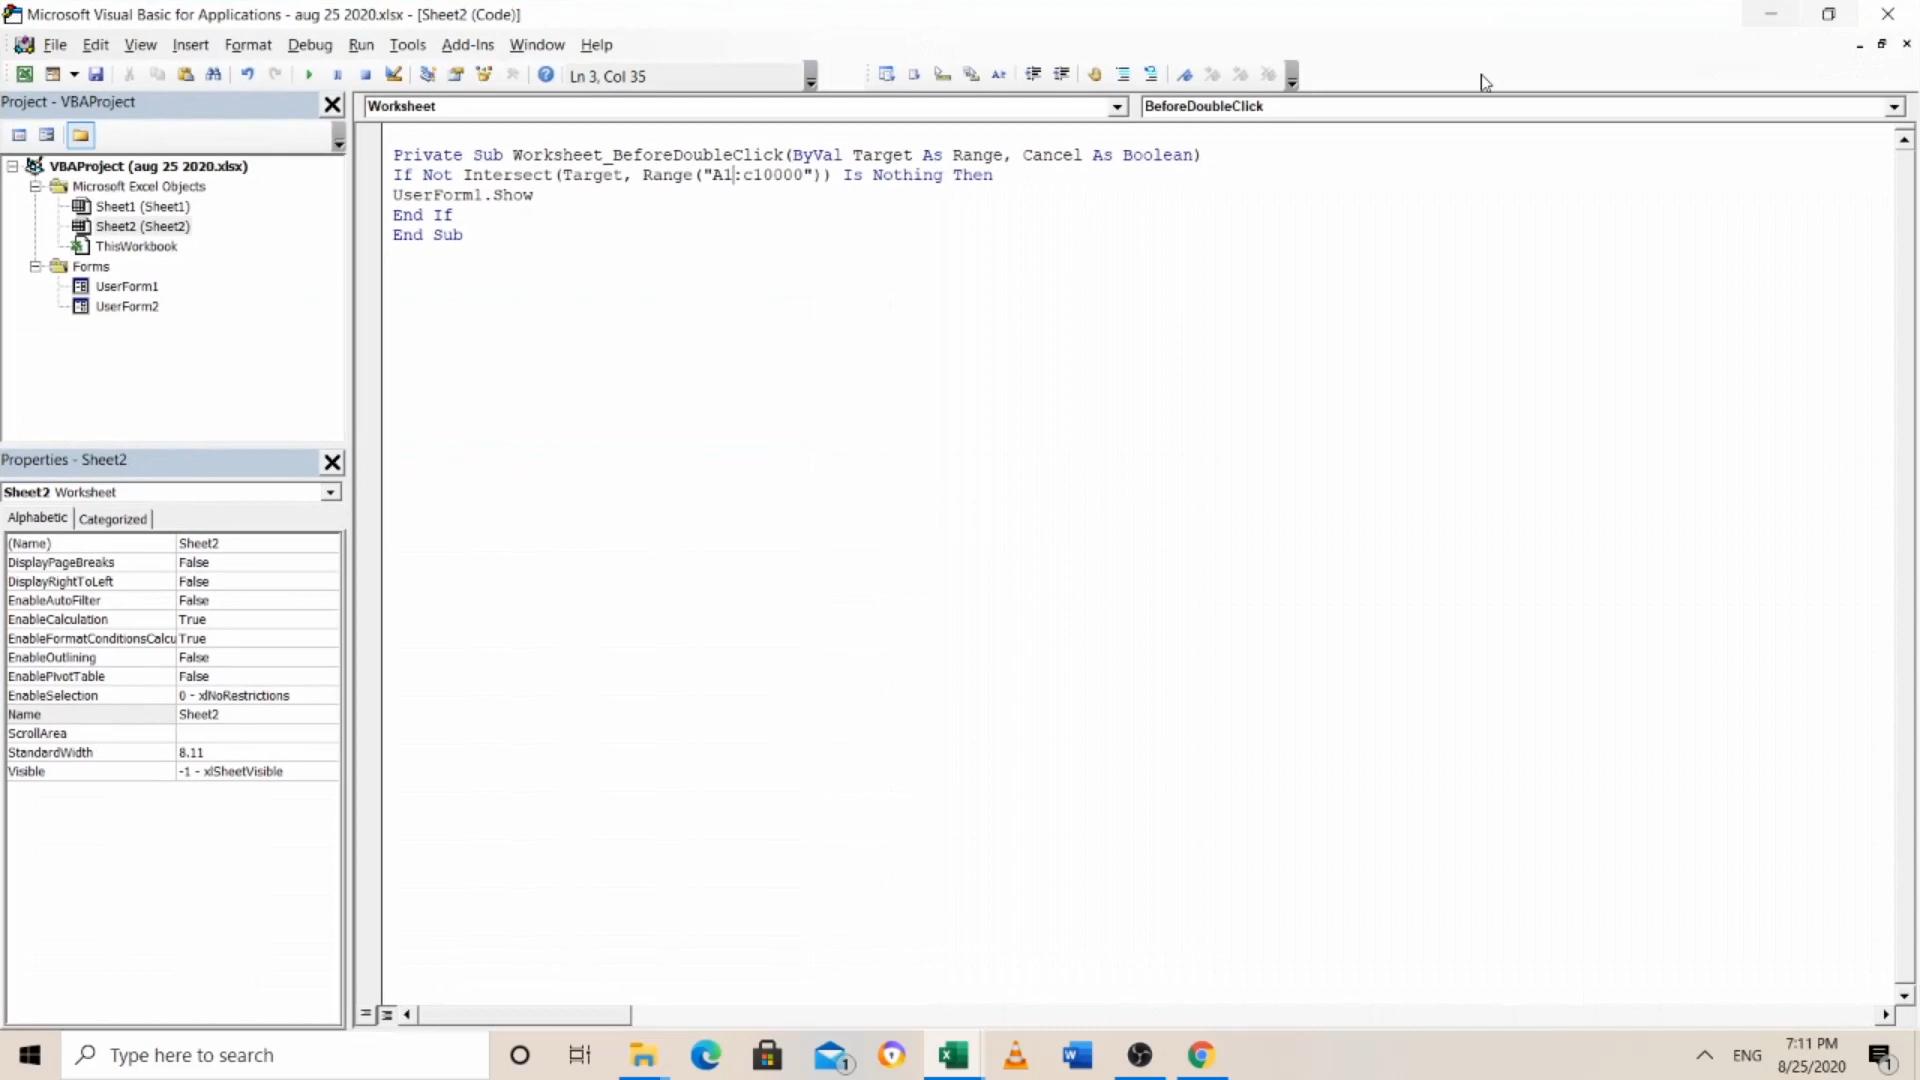 Microsoft Visual Basic for Applications - aug 25 2020.xlsx - [Sheet2 (Code)]
File Edit View Insert Format Debug Run Tools Add-Ins Window Help
Ln 3, Col 35
Project - VBAProject
Worksheet
BeforeDoubleClick
VBAProject (aug 25 2020.xlsx)
Microsoft Excel Objects
Sheet1 (Sheet1)
Sheet2 (Sheet2)
ThisWorkbook
Forms
UserForm1
UserForm2
Private Sub Worksheet_BeforeDoubleClick(ByVal Target As Range, Cancel As Boolean)
If Not Intersect(Target, Range("A1:c10000")) Is Nothing Then
UserForm1.Show
End If
End Sub
Properties - Sheet2
Sheet2 Worksheet
Alphabetic Categorized
(Name) Sheet2
DisplayPageBreaks False
DisplayRightToLeft False
EnableAutoFilter False
EnableCalculation True
EnableFormatConditionsCalcu True
EnableOutlining False
EnablePivotTable False
EnableSelection 0 - xlNoRestrictions
Name Sheet2
ScrollArea
StandardWidth 8.11
Visible -1 - xlSheetVisible
Type here to search
1
ENG
7:11 PM
8/25/2020
1